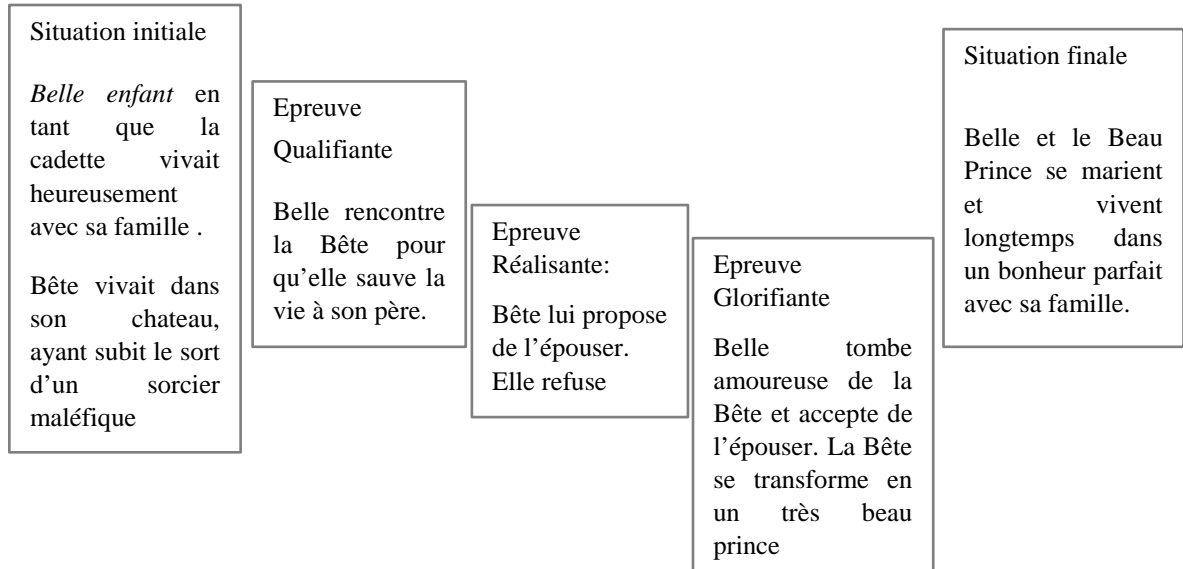 Situation initiale
Belle enfant en
tant que la
cadette vivait
heureusement
avec sa famille .
Bête vivait dans
son chateau,
ayant subit le sort
d'un sorcier
maléfique
Epreuve
Qualifiante
Belle rencontre
la Bête pour
qu'elle sauve la
vie à son père.
Epreuve
Réalisante:
Bête lui propose
de l'épouser.
Elle refuse
Epreuve
Glorifiante
Belle tombe
amoureuse de la
Bête et accepte de
l'épouser. La Bête
se transforme en
un très beau
prince
Situation finale
Belle et le Beau
Prince se marient
et vivent
longtemps dans
un bonheur parfait
avec sa famille.